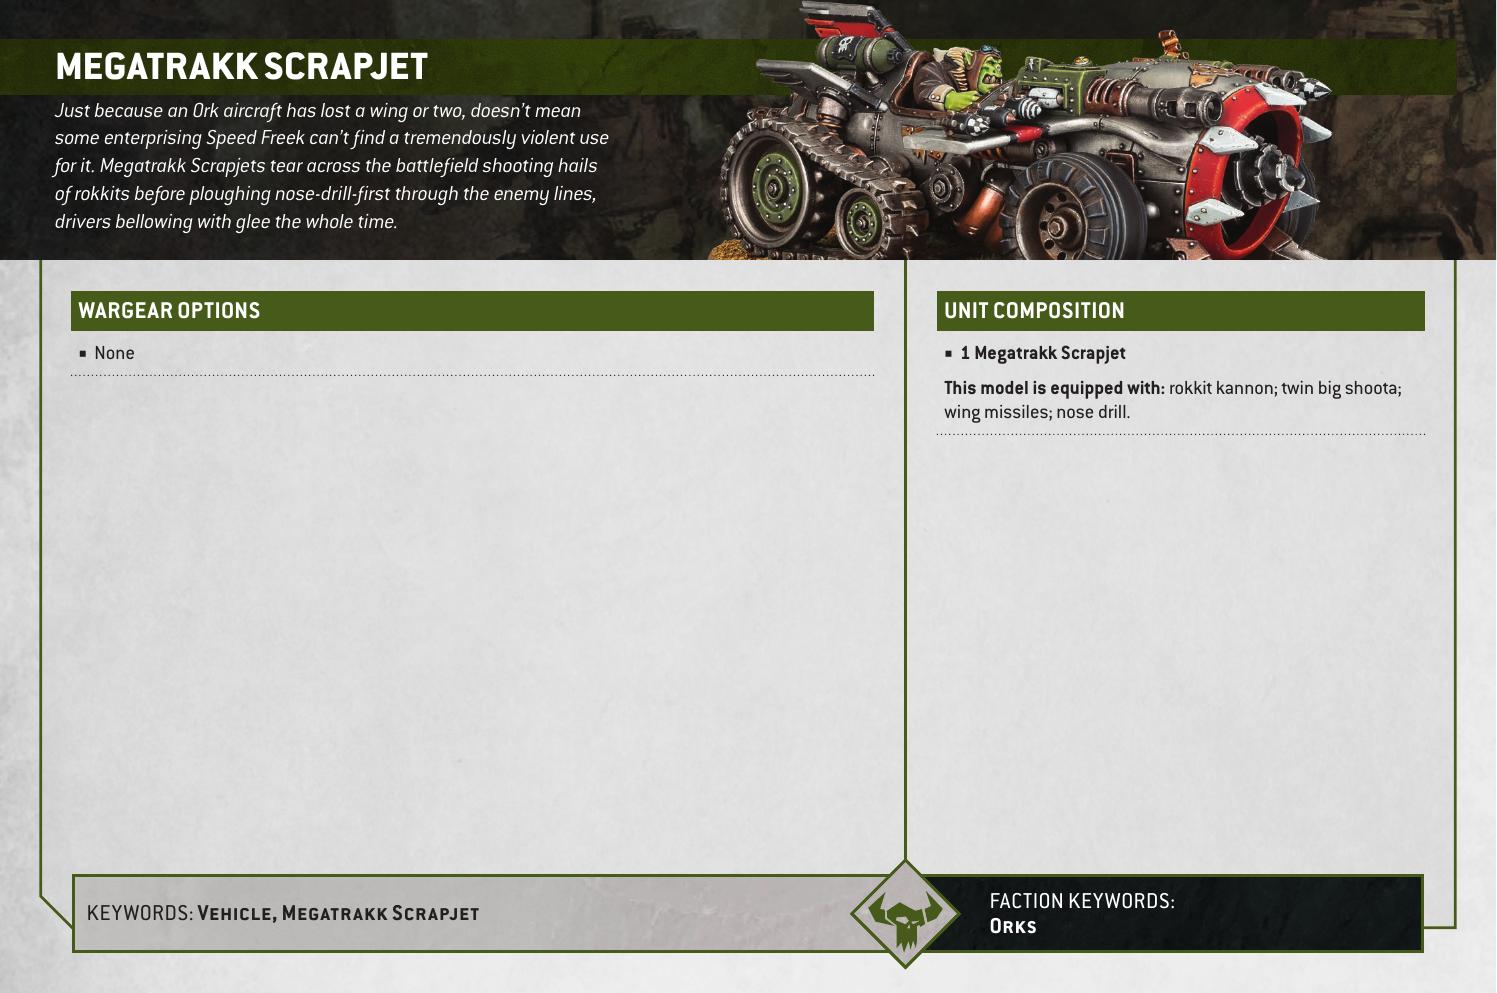 MEGATRAKK SCRAPJET
Just because an Ork aircraft has lost a wing or two, doesn't mean
some enterprising Speed Freek can't find a tremendously violent use
for it. Megatrakk Scrapjets tear across the battlefield shooting hails
of rokkits before ploughing nose-drill-first through the enemy lines,
drivers bellowing with glee the whole time.
WARGEAR OPTIONS
▪ None
UNIT COMPOSITION
▪ 1 Megatrakk Scrapjet
This model is equipped with: rokkit kannon; twin big shoota;
wing missiles; nose drill.
KEYWORDS: VEHICLE, MEGATRAKK SCRAPJET
FACTION KEYWORDS:
ORKS